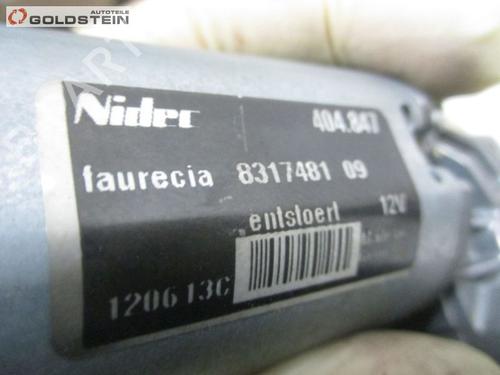 Autoteile
GOLDSTEIN
Nidec 404.847
faurecia 8317481 09
entstoert 12V
120613C